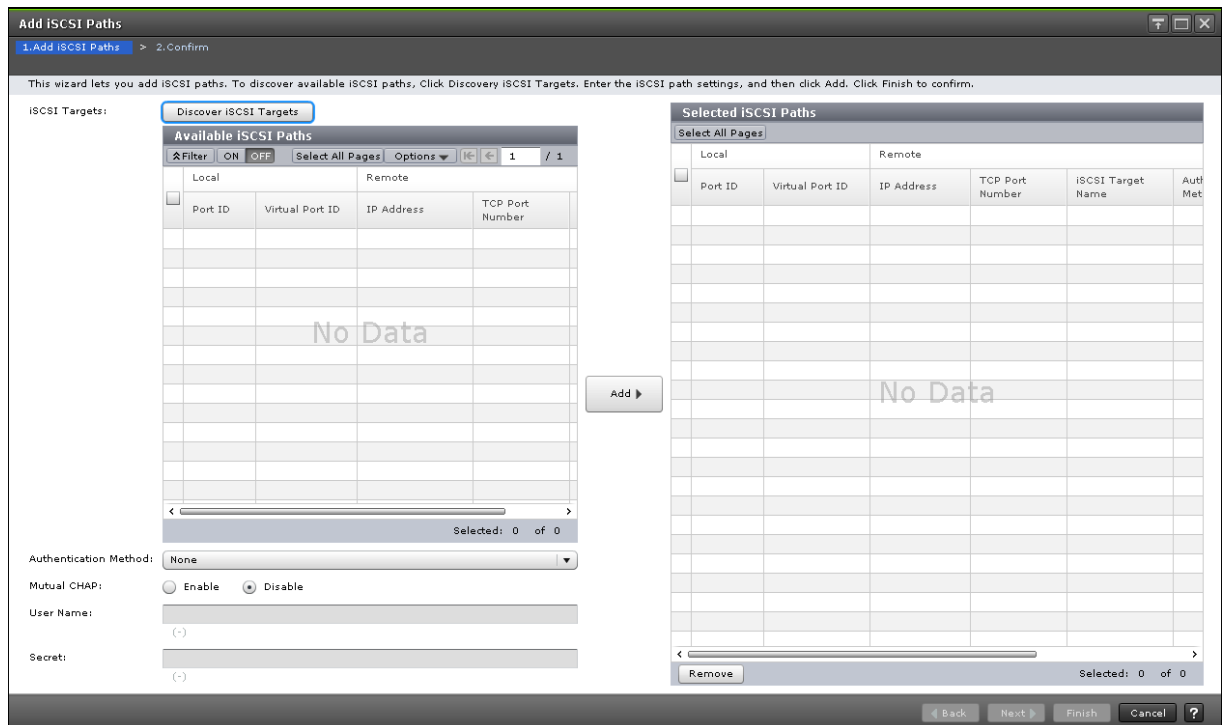 Add iSCSI Paths
1.Add iSCSI Paths > 2.Confirm
This wizard lets you add iSCSI paths. To discover available iSCSI paths, Click Discovery iSCSI Targets. Enter the iSCSI path settings, and then click Add. Click Finish to confirm.
iSCSI Targets:
Discover iSCSI Targets
Available iSCSI Paths
Filter ON OFF Select All Pages Options 1 / 1
Local Remote
Port ID Virtual Port ID IP Address TCP Port Number
No Data
Selected: 0 of 0
Authentication Method: None
Mutual CHAP: Enable Disable
User Name:
(-)
Secret:
(-)
Add
Selected iSCSI Paths
Select All Pages
Local Remote
Port ID Virtual Port ID IP Address TCP Port Number iSCSI Target Name Auth Met
No Data
Remove Selected: 0 of 0
Back Next Finish Cancel ?